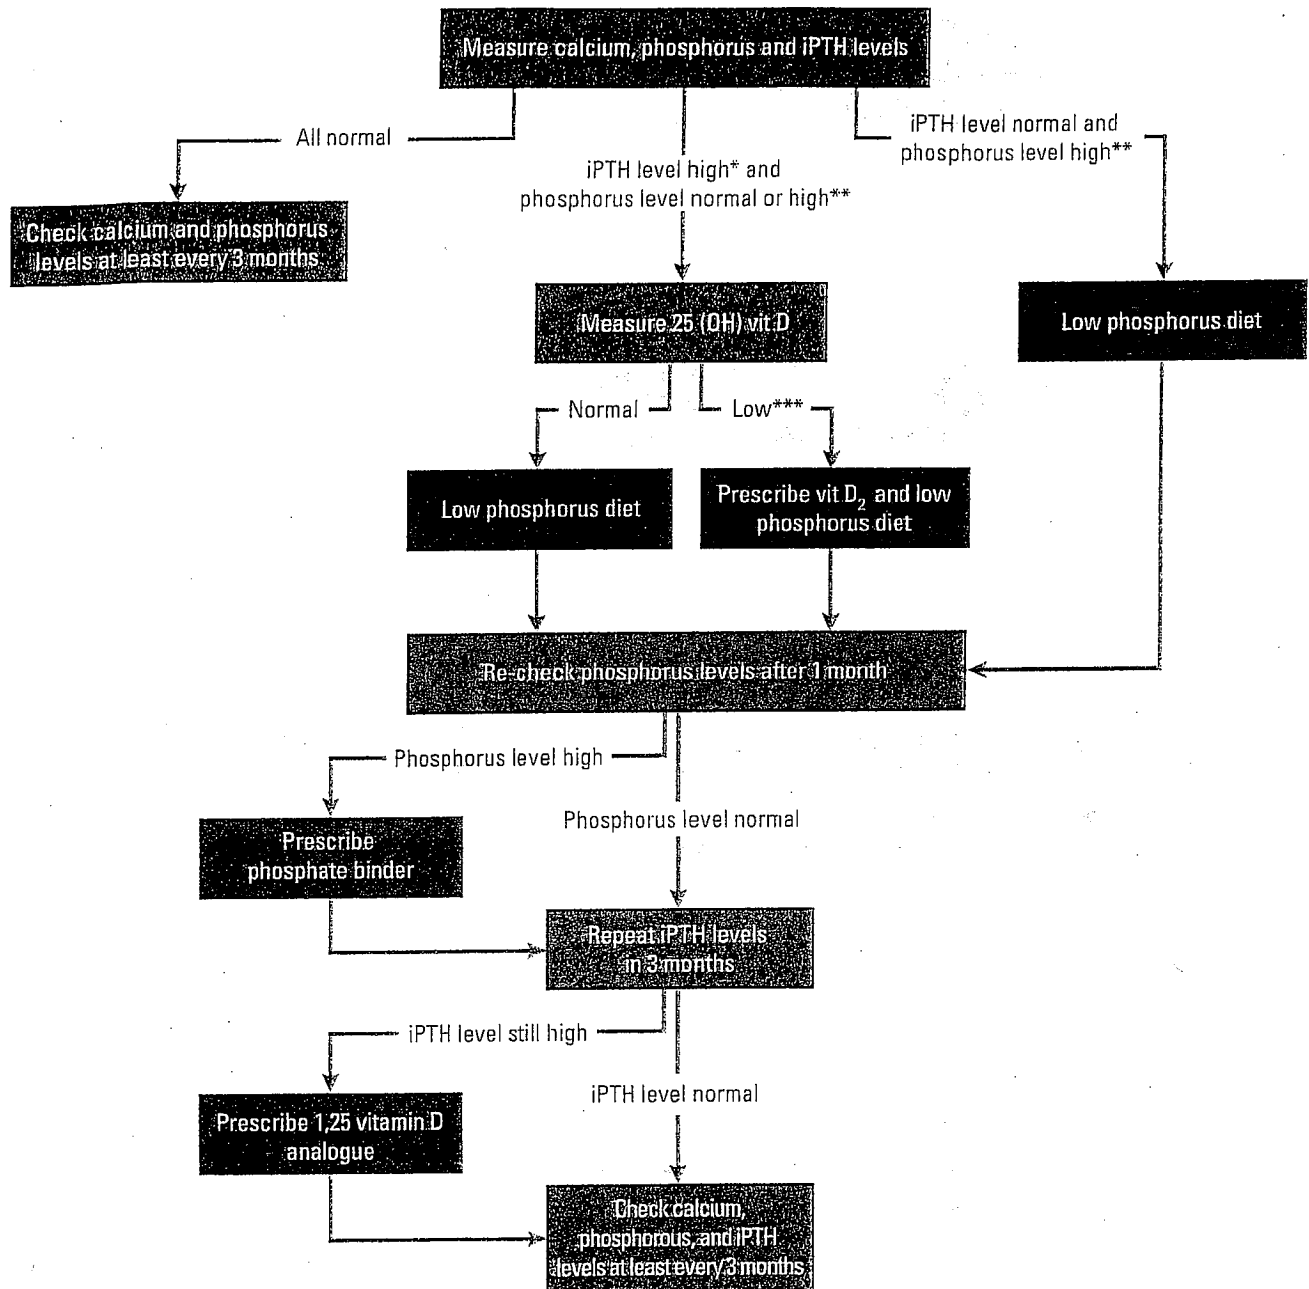 Measure calcium, phosphorus and iPTH levels
All normal
iPTH level normal and
phosphorus level high**
iPTH level high* and
phosphorus level normal or high**
Check calcium and phosphorus
levels at least every 3 months
Measure 25 (OH) vit D
Low phosphorus diet
Normal
Low***
Low phosphorus diet
Prescribe vit D2 and low
phosphorus diet
Re-check phosphorus levels after 1 month
Phosphorus level high
Phosphorus level normal
Prescribe
phosphate binder
Repeat iPTH levels
in 3 months
iPTH level still high
iPTH level normal
Prescribe 1,25 vitamin D
analogue
Check calcium,
phosphorous, and iPTH
levels at least every 3 months